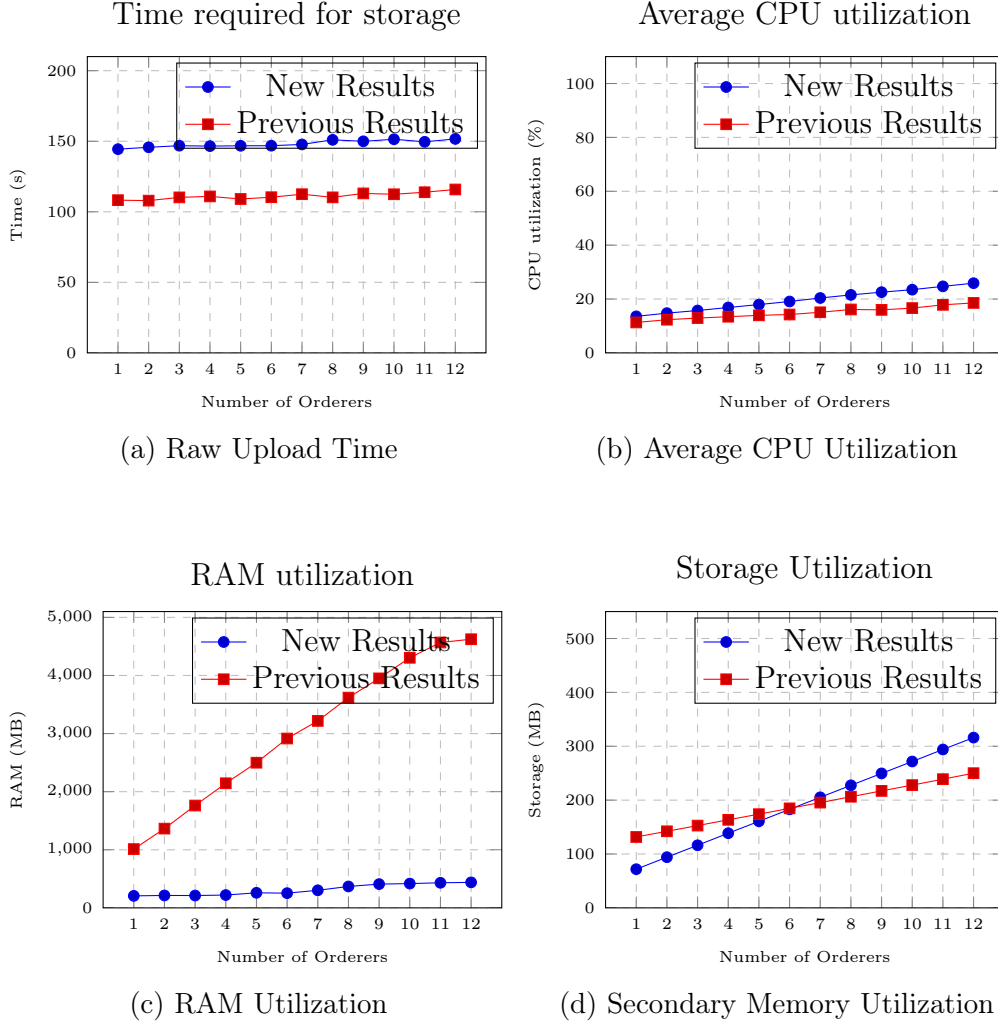 Time required for storage
200
150
100
50
0
Time (s)
New Results
Previous Results
1 2 3 4 5 6 7 8 9 10 11 12
Number of Orderers
(a) Raw Upload Time
Average CPU utilization
100
80
60
40
20
0
CPU utilization (%)
New Results
Previous Results
1 2 3 4 5 6 7 8 9 10 11 12
Number of Orderers
(b) Average CPU Utilization
RAM utilization
5,000
4,000
3,000
2,000
1,000
0
RAM (MB)
New Results
Previous Results
1 2 3 4 5 6 7 8 9 10 11 12
Number of Orderers
(c) RAM Utilization
Storage Utilization
500
400
300
200
100
0
Storage (MB)
New Results
Previous Results
1 2 3 4 5 6 7 8 9 10 11 12
Number of Orderers
(d) Secondary Memory Utilization